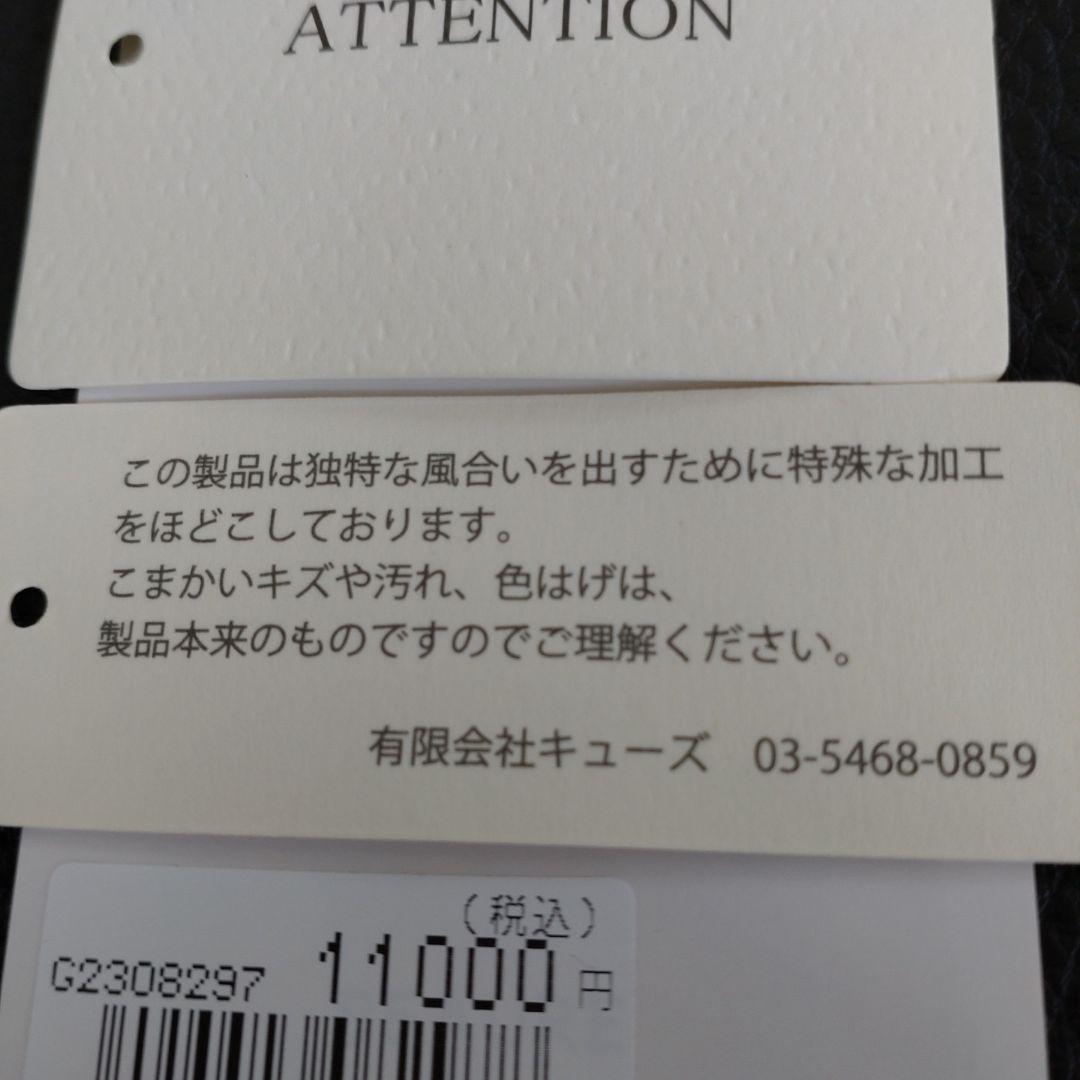 ATTENTION
この製品は独特な風合いを出すために特殊な加工
をほどこしております。
こまかいキズや汚れ、色はげは、
製品本来のものですのでご理解ください。
有限会社キューズ 03-5468-0859
(税込)
G2308297 11000円